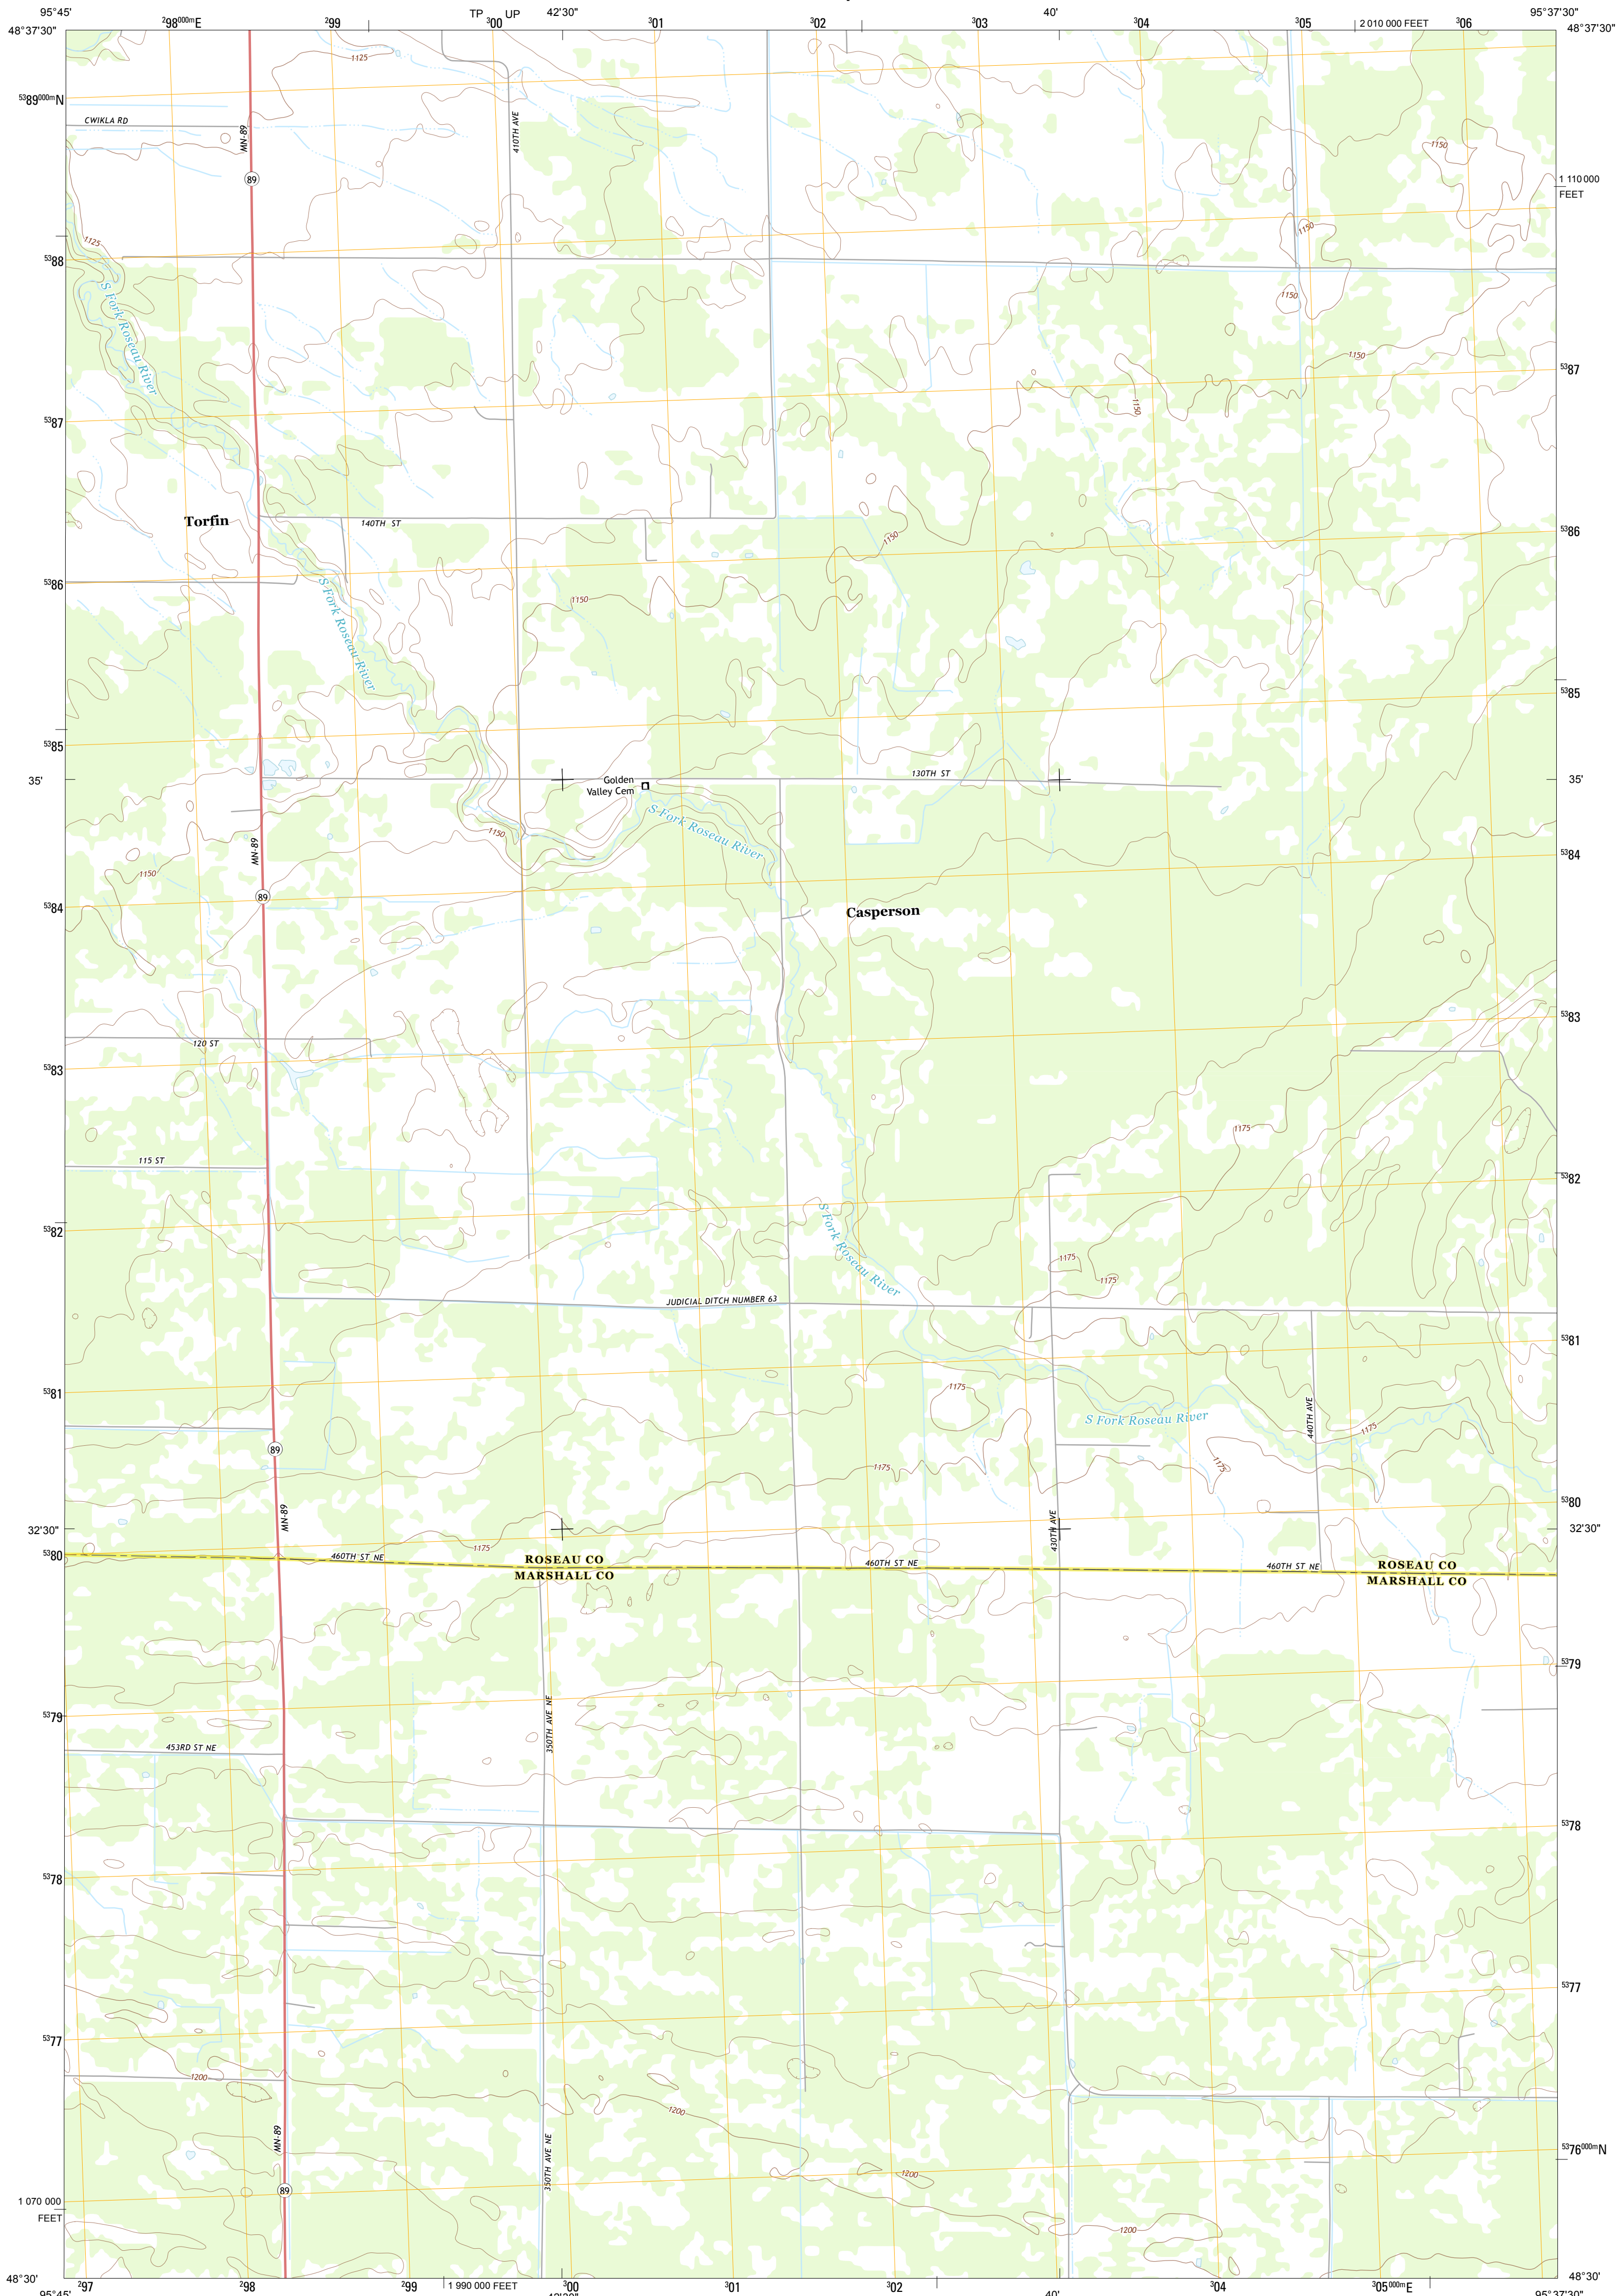 95°45' 298000mE 299 TP UP 300 42'30" 301 302 303 40' 304 305 2 010 000 FEET 306 95°37'30"
48°37'30" 48°37'30"
1125
5389000mN
CWIKLA RD
MN-89
410TH AVE
1150
89
1 110 000
FEET
1150
1125
5388
S Fork Roseau River
1150
1150
5387
1150
5387
Torfin
140TH ST
1150
5386
5386
S Fork Roseau River
1150
5385
5385
35'
130TH ST
35'
Golden
Valley Cem
S Fork Roseau River
1150
MN-89
5384
1150
89
5384
Casperson
5383
120 ST
5383
1175
115 ST
5382
S Fork Roseau River
5382
1175
1175
JUDICIAL DITCH NUMBER 63
5381
1175
5381
S Fork Roseau River
440TH AVE
1175
89
1175
1175
5380
MN-89
430TH AVE
32'30"
32'30"
1175
5380
460TH ST NE
ROSEAU CO
MARSHALL CO
460TH ST NE
460TH ST NE
ROSEAU CO
MARSHALL CO
5379
5379
350TH AVE NE
453RD ST NE
5378
5378
5377
5377
1200
1200
MN-89
350TH AVE NE
5376000mN
1200
89
1 070 000
FEET
1200
48°30' 48°30'
95°45' 297 298 299 1 990 000 FEET 300 301 302 40' 304 305000mE 95°37'30"